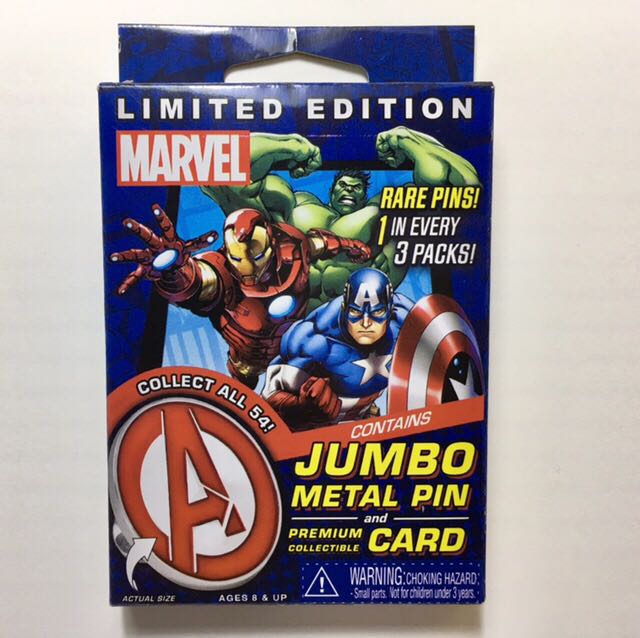 LIMITED EDITION
MARVEL
RARE PINS!
1 IN EVERY
3 PACKS!
COLLECT ALL 54!
CONTAINS
JUMBO
METAL PIN
and
PREMIUM
COLLECTIBLE
CARD
A
ACTUAL SIZE
AGES 8 & UP
WARNING: CHOKING HAZARD:
- Small parts. Not for children under 3 years.